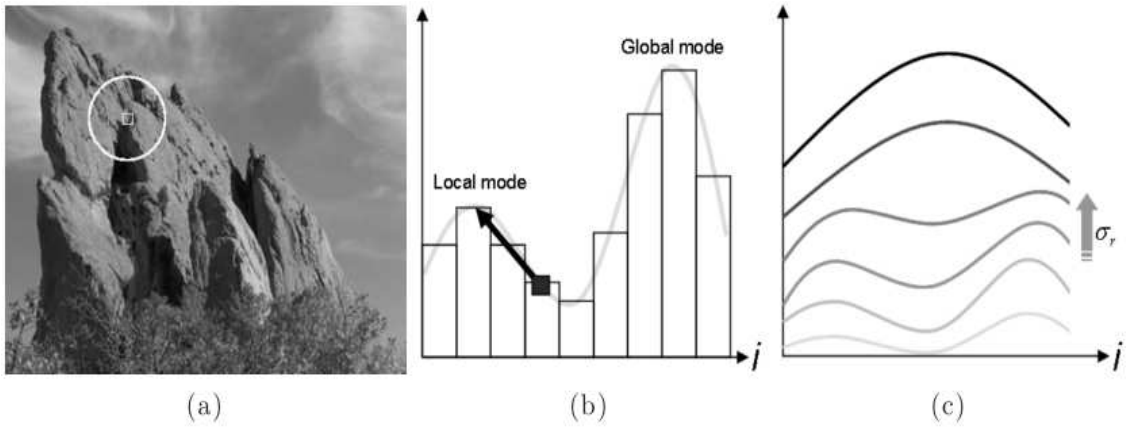 Global mode
Local mode
σr
i
i
(a)
(b)
(c)